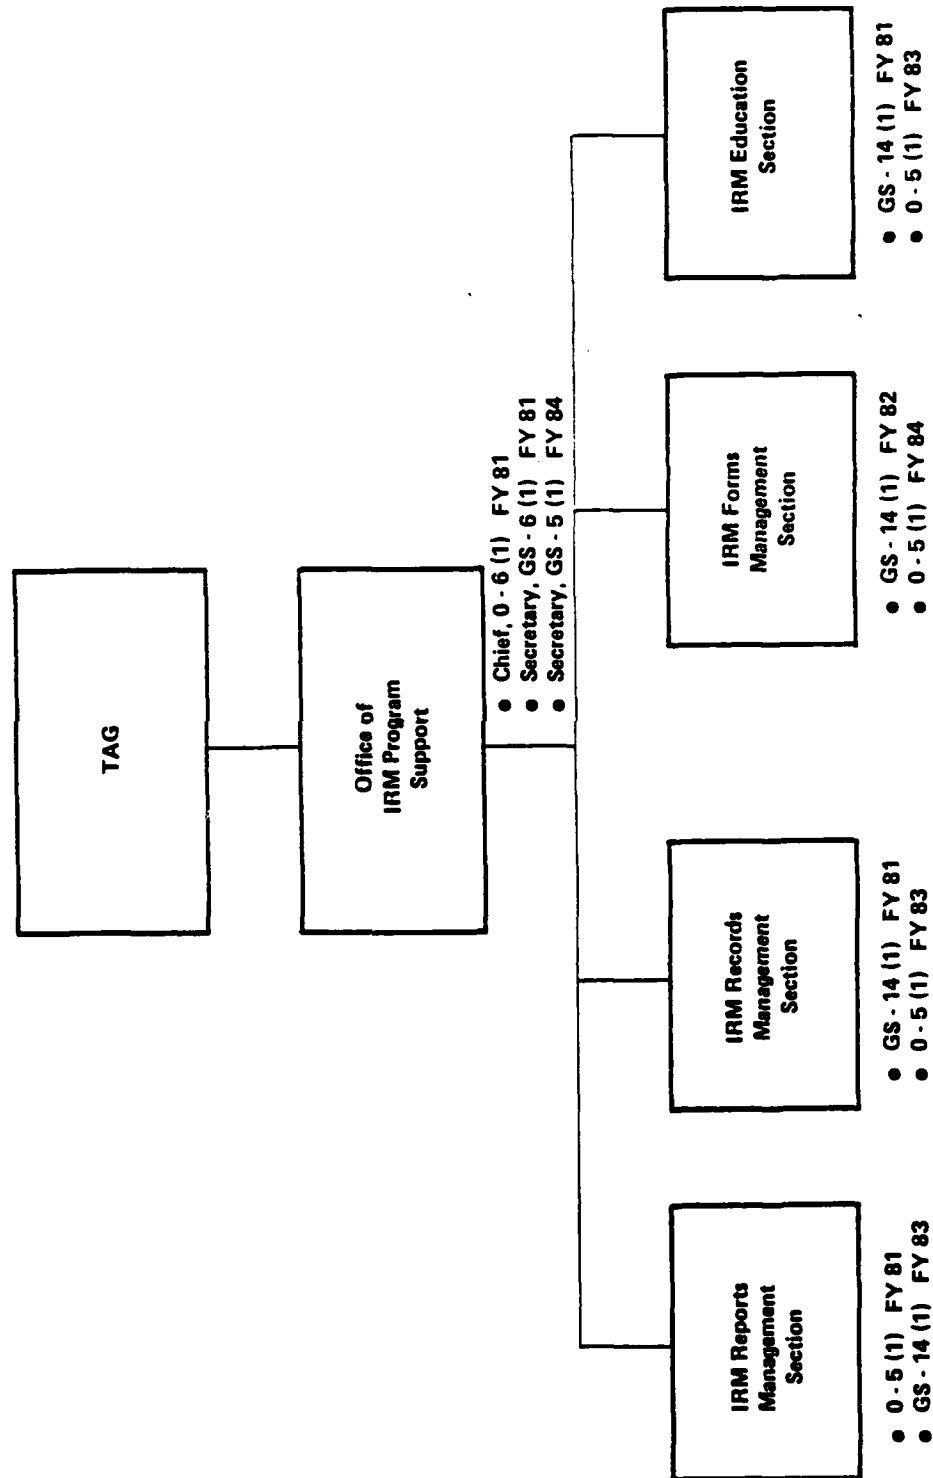 TAG
Office of
IRM Program
Support
● Chief, 0 - 6 (1) FY 81
● Secretary, GS - 6 (1) FY 81
● Secretary, GS - 5 (1) FY 84
IRM Reports
Management
Section
● 0 - 5 (1) FY 81
● GS - 14 (1) FY 83
IRM Records
Management
Section
● GS - 14 (1) FY 81
● 0 - 5 (1) FY 83
IRM Forms
Management
Section
● GS - 14 (1) FY 82
● 0 - 5 (1) FY 84
IRM Education
Section
● GS - 14 (1) FY 81
● 0 - 5 (1) FY 83